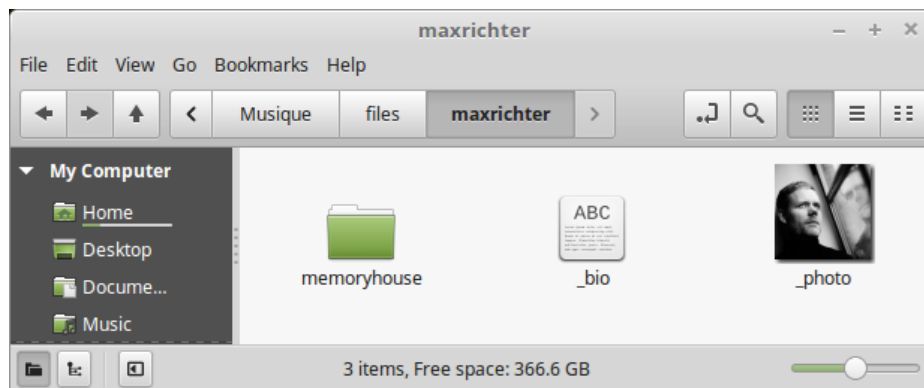 maxrichter
File Edit View Go Bookmarks Help
Musique files maxrichter
My Computer
Home
Desktop
Docume...
Music
memoryhouse
ABC
_bio
_photo
3 items, Free space: 366.6 GB